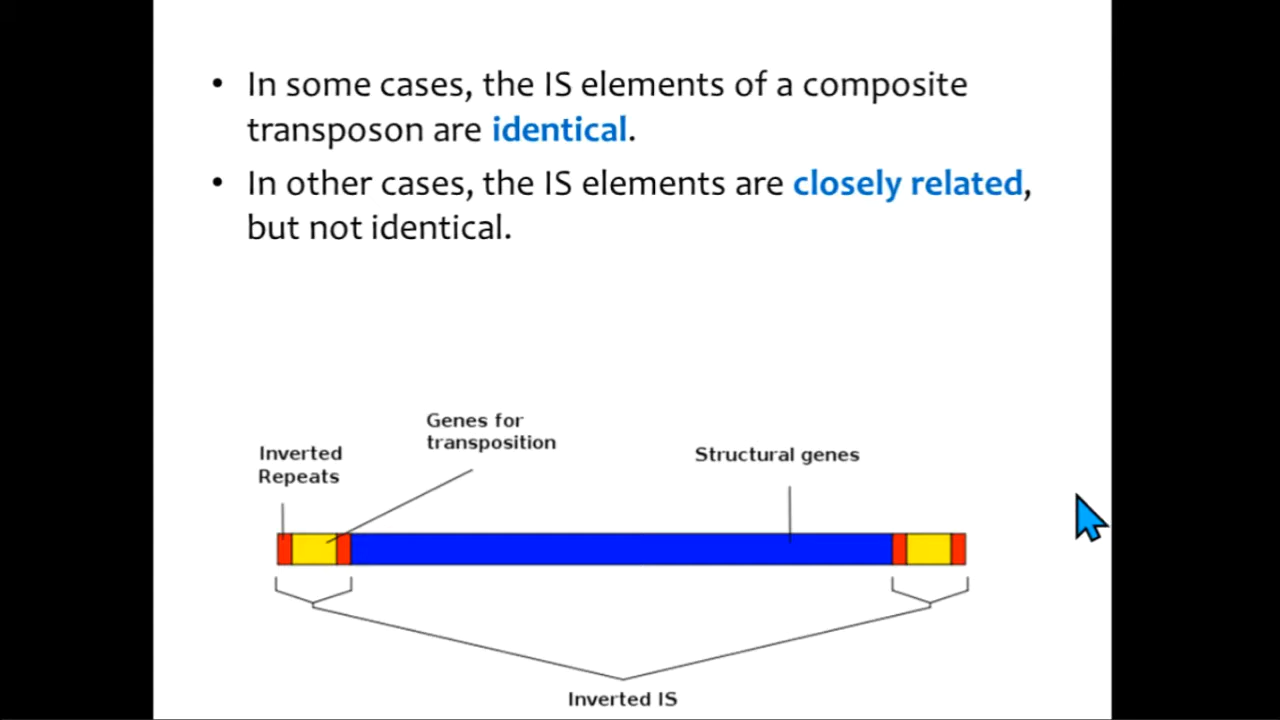 • In some cases, the IS elements of a composite
transposon are identical.
• In other cases, the IS elements are closely related,
but not identical.
Genes for
transposition
Inverted
Repeats
Structural genes
Inverted IS